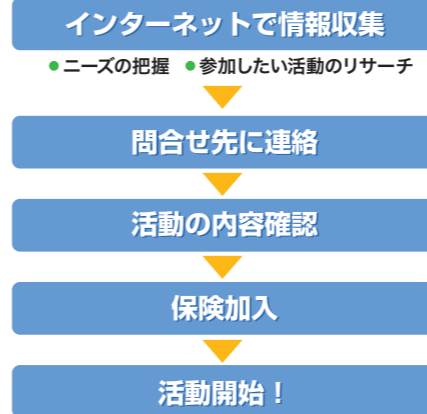 インターネットで情報収集
●ニーズの把握 ●参加したい活動のリサーチ
問合せ先に連絡
活動の内容確認
保険加入
活動開始！